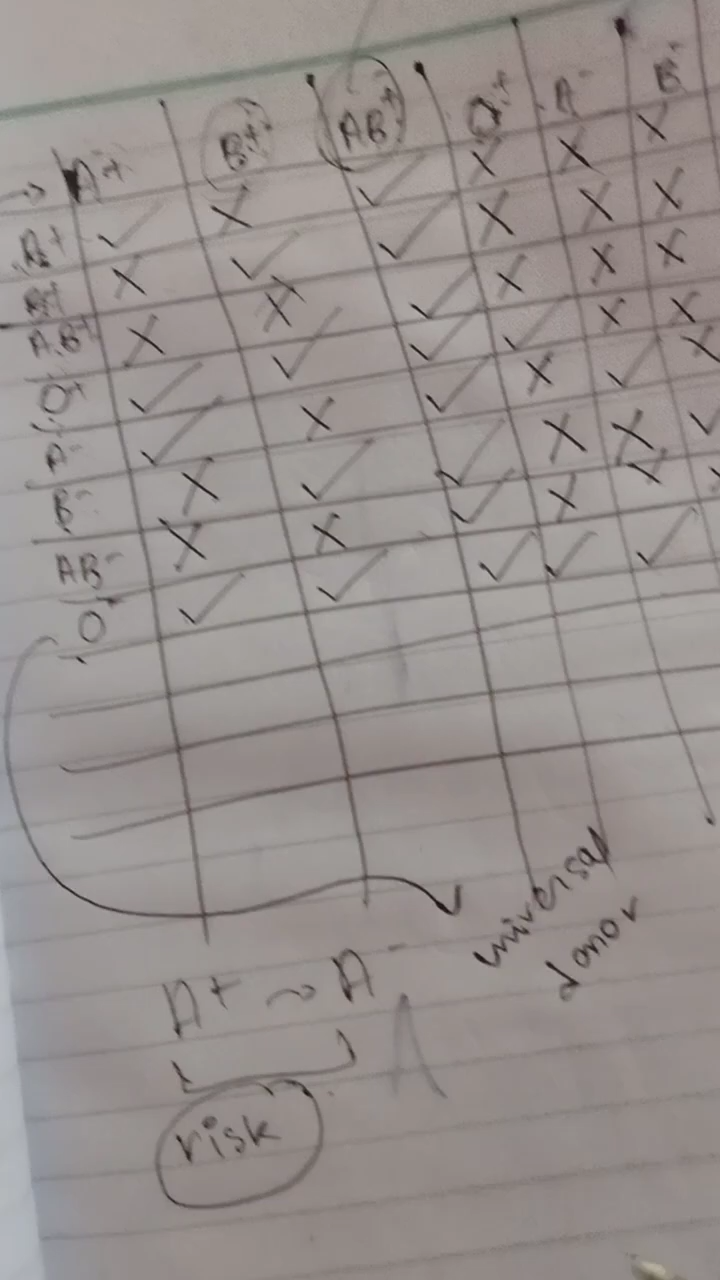 → A+ B+ AB+ O+ A- B-
A+ ✓ X ✓ X X X
B+ X ✓ ✓ X X X
AB+ X X ✓ X X X
O+ ✓ ✓ ✓ ✓ X X
A- ✓ X ✓ X ✓ X
B- X ✓ ✓ X X ✓
AB- X X ✓ X X
O- ✓ ✓ ✓ ✓ ✓
universal
donor
A+ → A-
risk